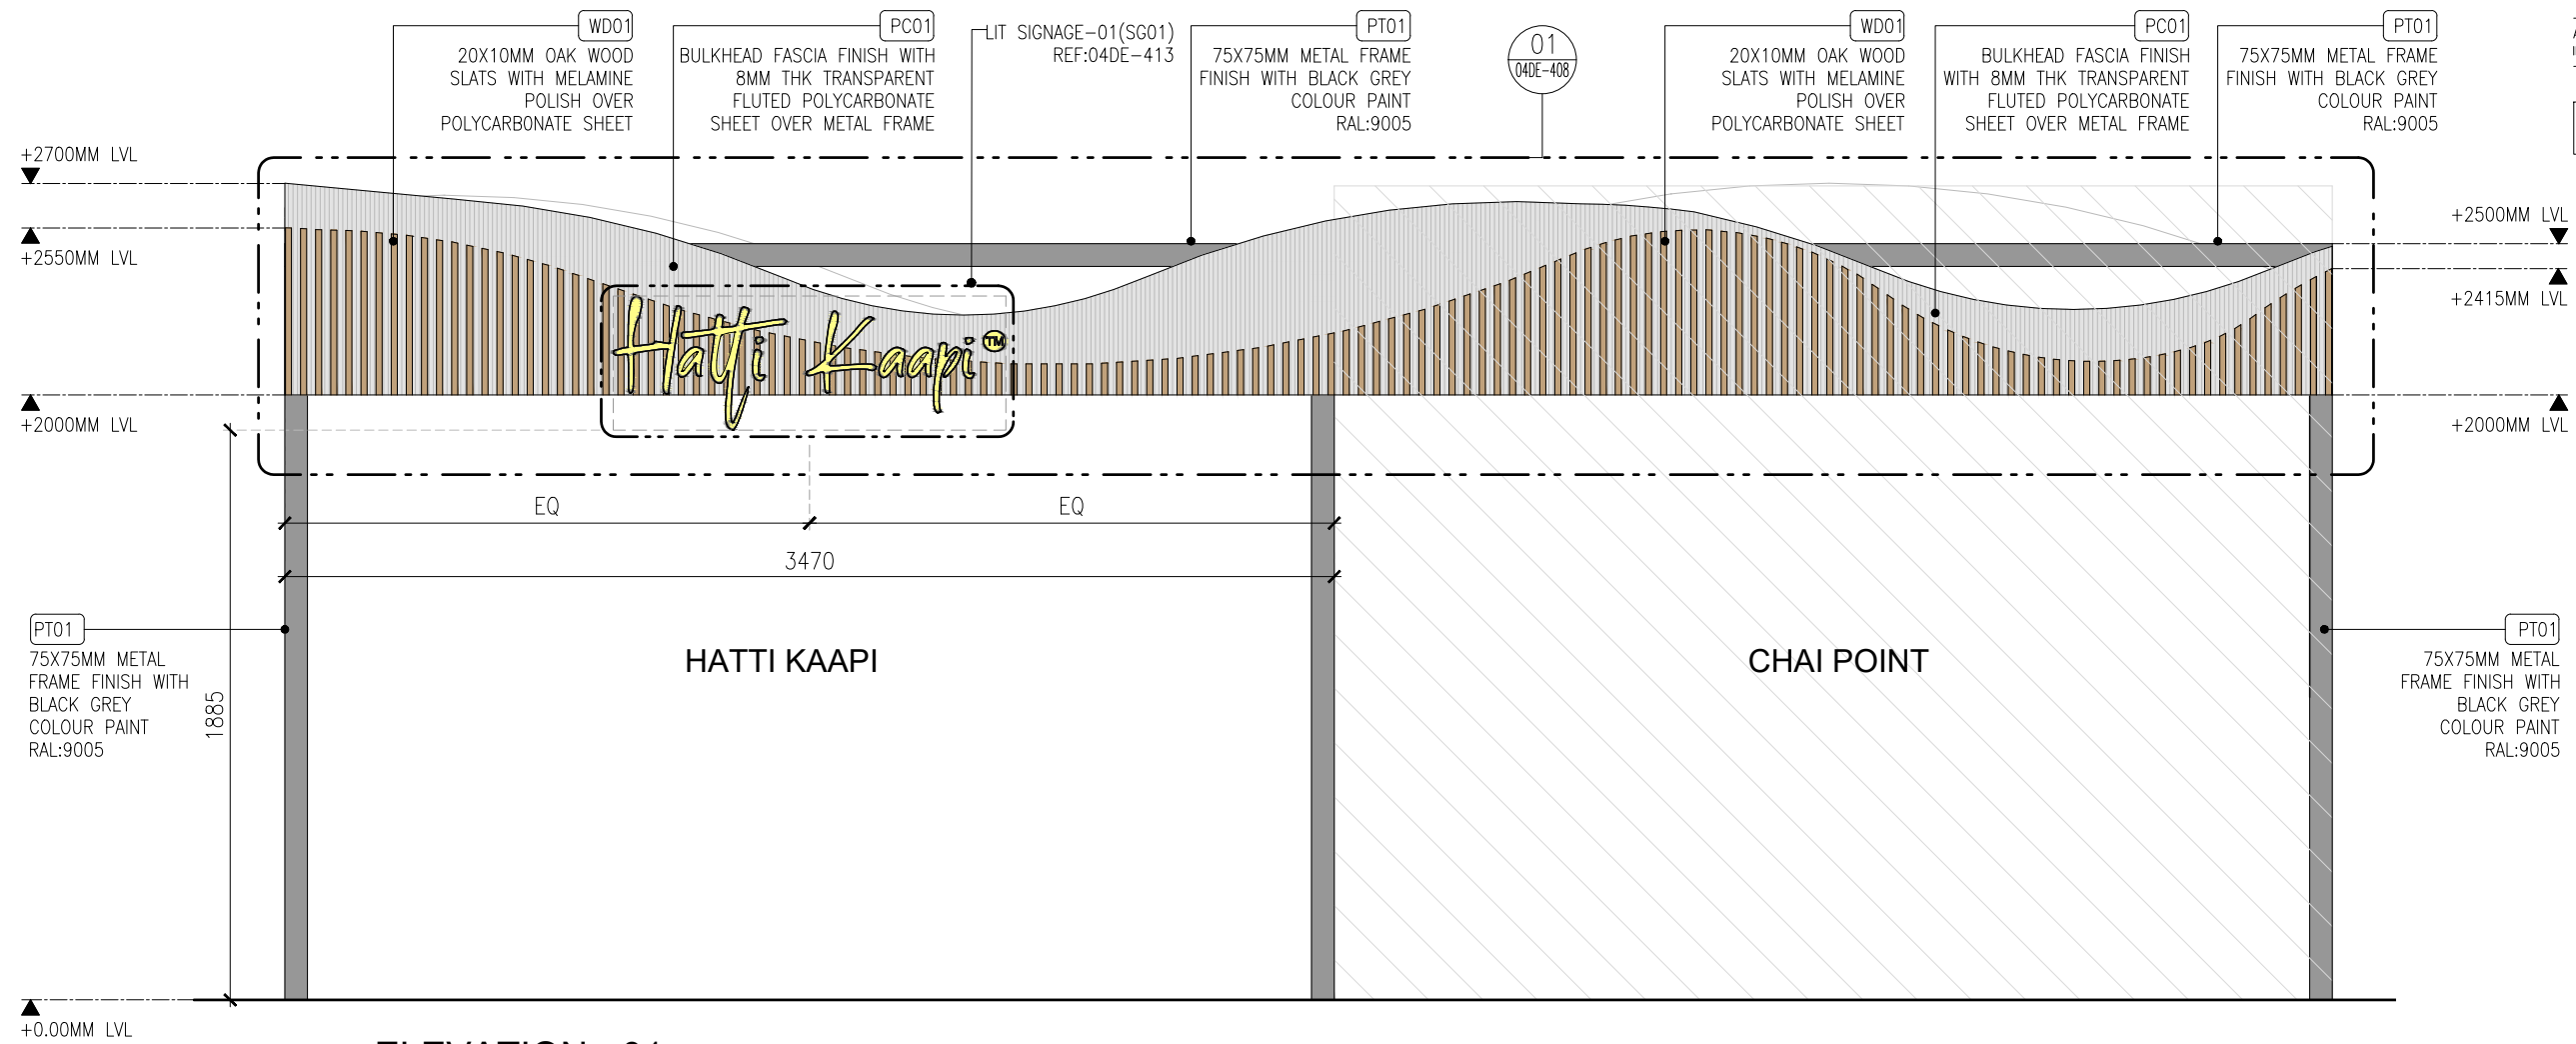 WD01
20X10MM OAK WOOD
SLATS WITH MELAMINE
POLISH OVER
POLYCARBONATE SHEET
PC01
BULKHEAD FASCIA FINISH WITH
8MM THK TRANSPARENT
FLUTED POLYCARBONATE
SHEET OVER METAL FRAME
LIT SIGNAGE-01(SG01)
REF:04DE-413
PT01
75X75MM METAL FRAME
FINISH WITH BLACK GREY
COLOUR PAINT
RAL:9005
01
04DE-408
WD01
20X10MM OAK WOOD
SLATS WITH MELAMINE
POLISH OVER
POLYCARBONATE SHEET
PC01
BULKHEAD FASCIA FINISH
WITH 8MM THK TRANSPARENT
FLUTED POLYCARBONATE
SHEET OVER METAL FRAME
PT01
75X75MM METAL FRAME
FINISH WITH BLACK GREY
COLOUR PAINT
RAL:9005
+2700MM LVL
+2550MM LVL
+2000MM LVL
+2500MM LVL
+2415MM LVL
+2000MM LVL
Hatti Kaapi™
EQ
EQ
3470
1885
PT01
75X75MM METAL
FRAME FINISH WITH
BLACK GREY
COLOUR PAINT
RAL:9005
HATTI KAAPI
CHAI POINT
PT01
75X75MM METAL
FRAME FINISH WITH
BLACK GREY
COLOUR PAINT
RAL:9005
+0.00MM LVL